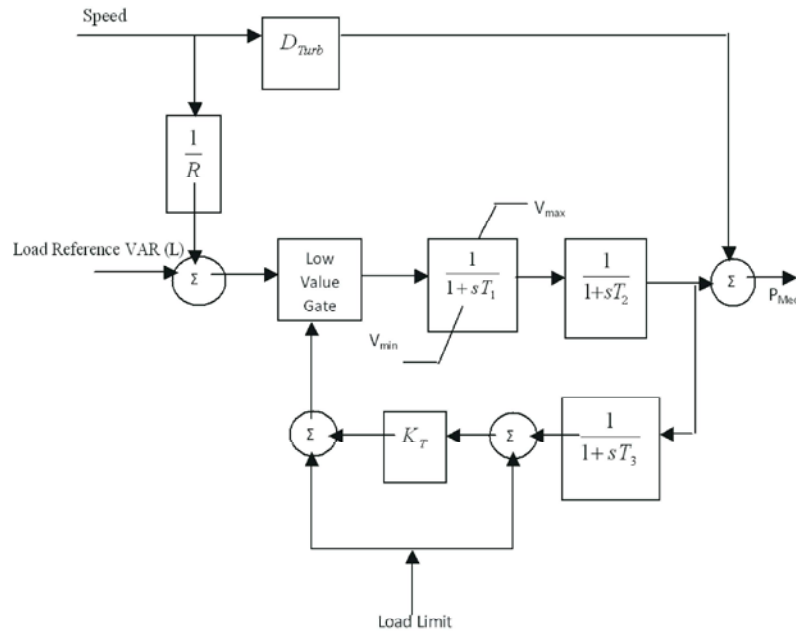 Speed
D_Turb
1
R
Load Reference VAR (L)
Σ
Low
Value
Gate
V_max
1
1+sT_1
V_min
1
1+sT_2
Σ
P_Mec
Σ
K_T
Σ
1
1+sT_3
Load Limit